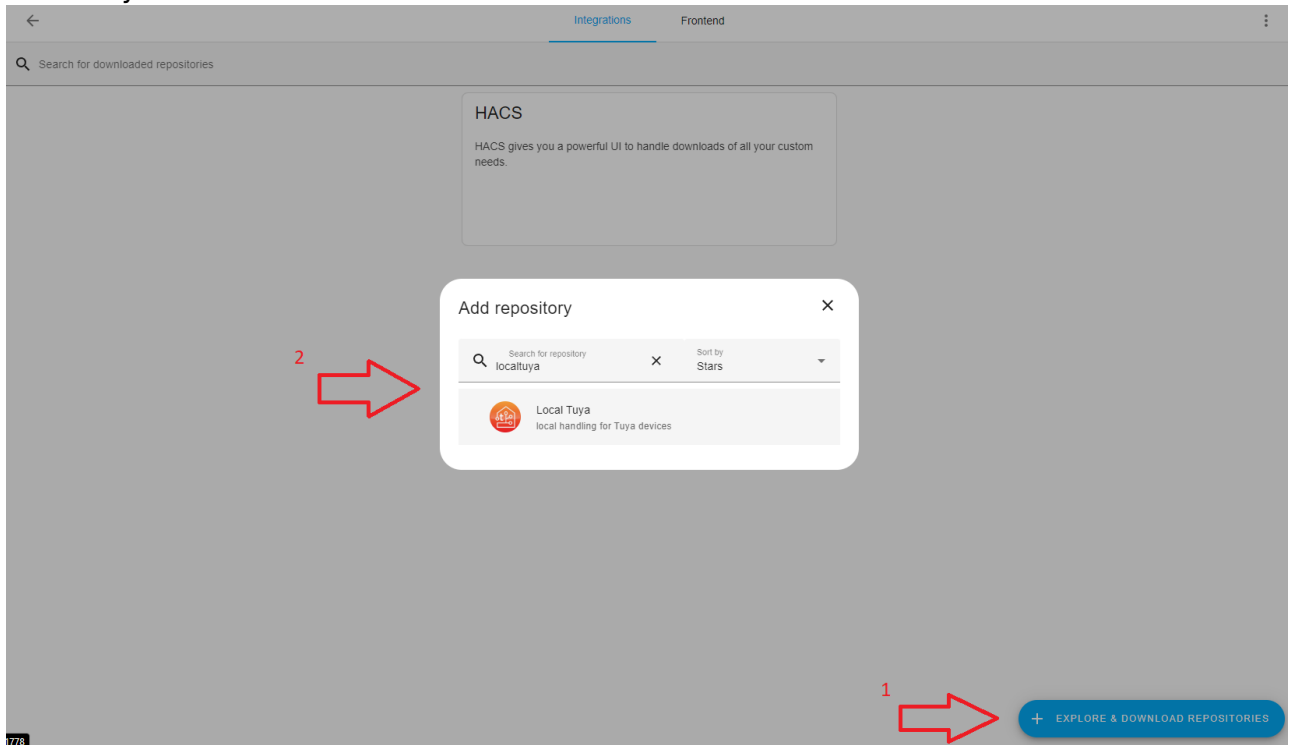 Integrations Frontend
Search for downloaded repositories
HACS
HACS gives you a powerful UI to handle downloads of all your custom
needs.
Add repository
2
Search for repository
localtuya
Sort by
Stars
Local Tuya
local handling for Tuya devices
1
+ EXPLORE & DOWNLOAD REPOSITORIES
1778